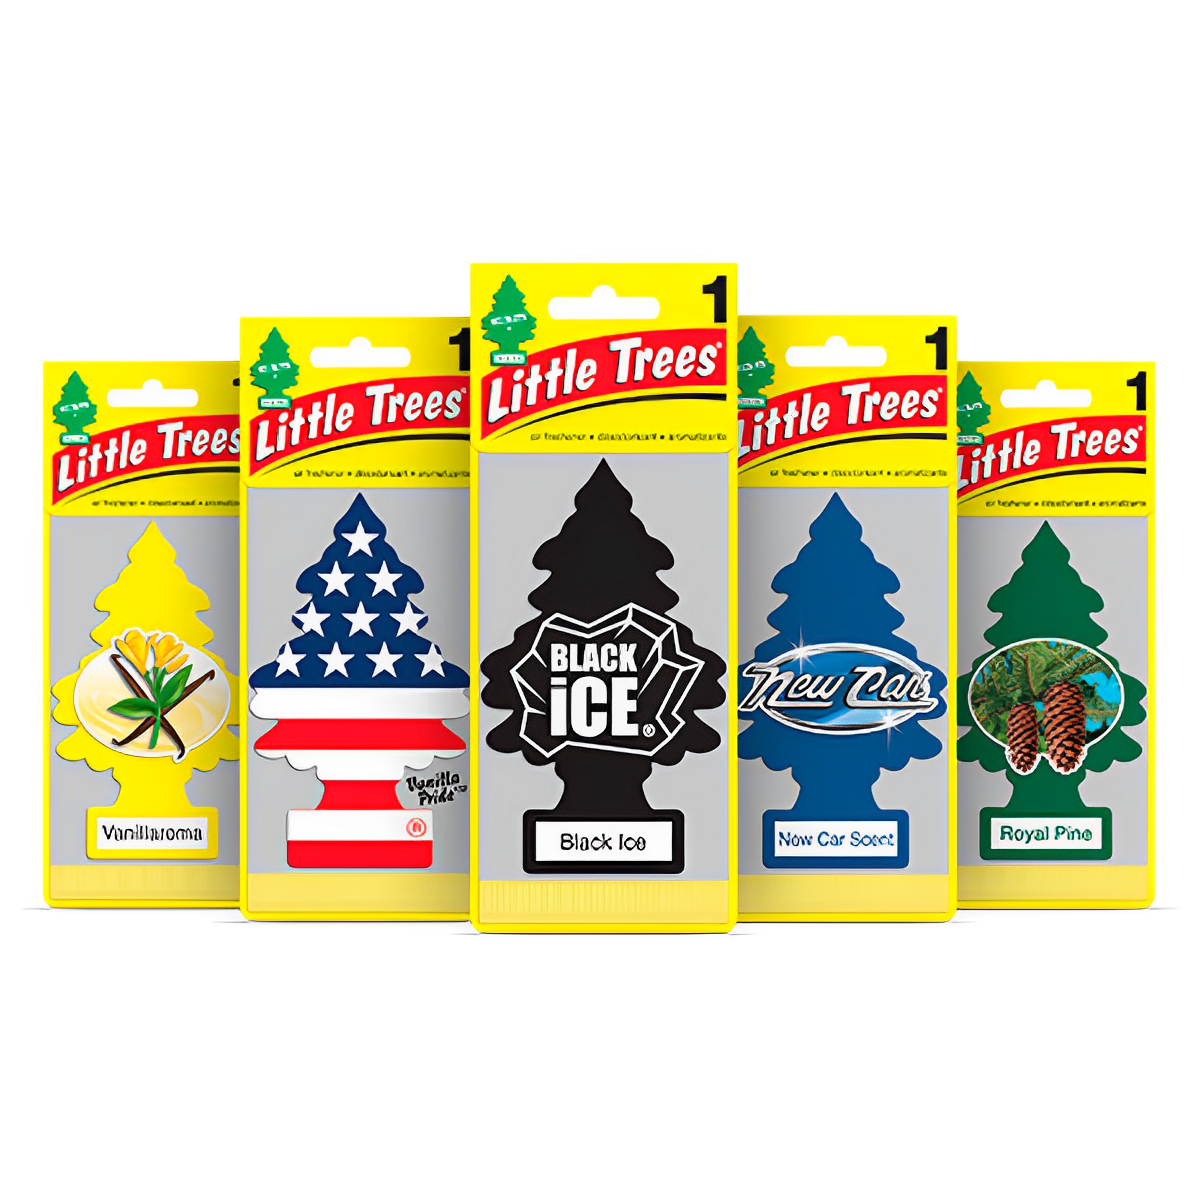 Little Trees
Vanillaroma
1
Little Trees
Vanilla
Pride
1
Little Trees
BLACK
iCE®
Black Ice
1
Little Trees
New Car
New Car Scent
1
Little Trees
Royal Pine